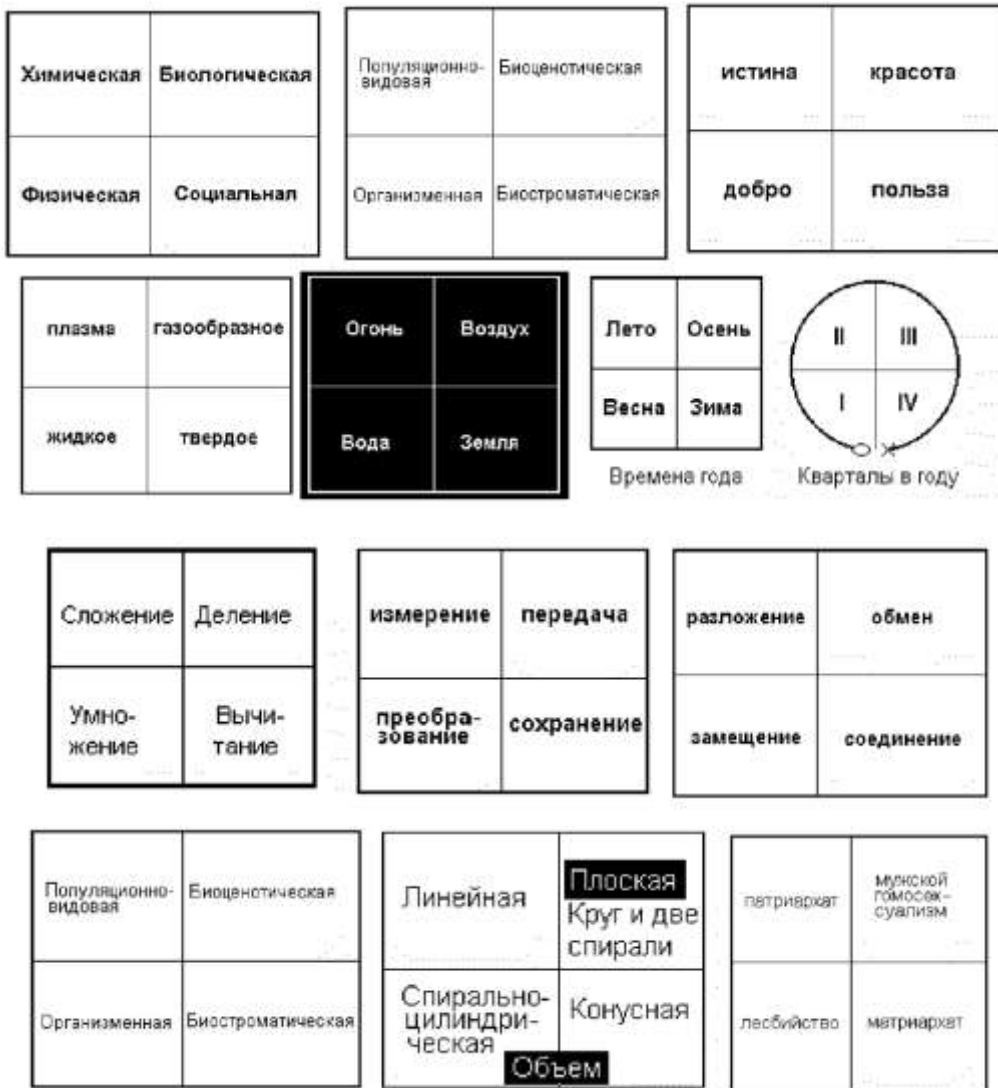 Химическая Биологическая
Физическая Социальная
Популяционно-
видовая
Биоценотическая
Организменная Биостроматическая
истина красота
добро польза
плазма газообразное
жидкое твердое
Огонь Воздух
Вода Земля
Лето Осень
Весна Зима
Времена года
II III
I IV
Кварталы в году
Сложение Деление
Умно-
жение
Вычи-
тание
измерение передача
преобра-
зование
сохранение
разложение обмен
замещение соединение
Популяционно-
видовая
Биоценотическая
Организменная Биостроматическая
Линейная
Плоская
Круг и две
спирали
Спирально-
цилиндри-
ческая
Конусная
Объем
патриархат
мужской
гомосек-
суализм
лесбийство матриархат